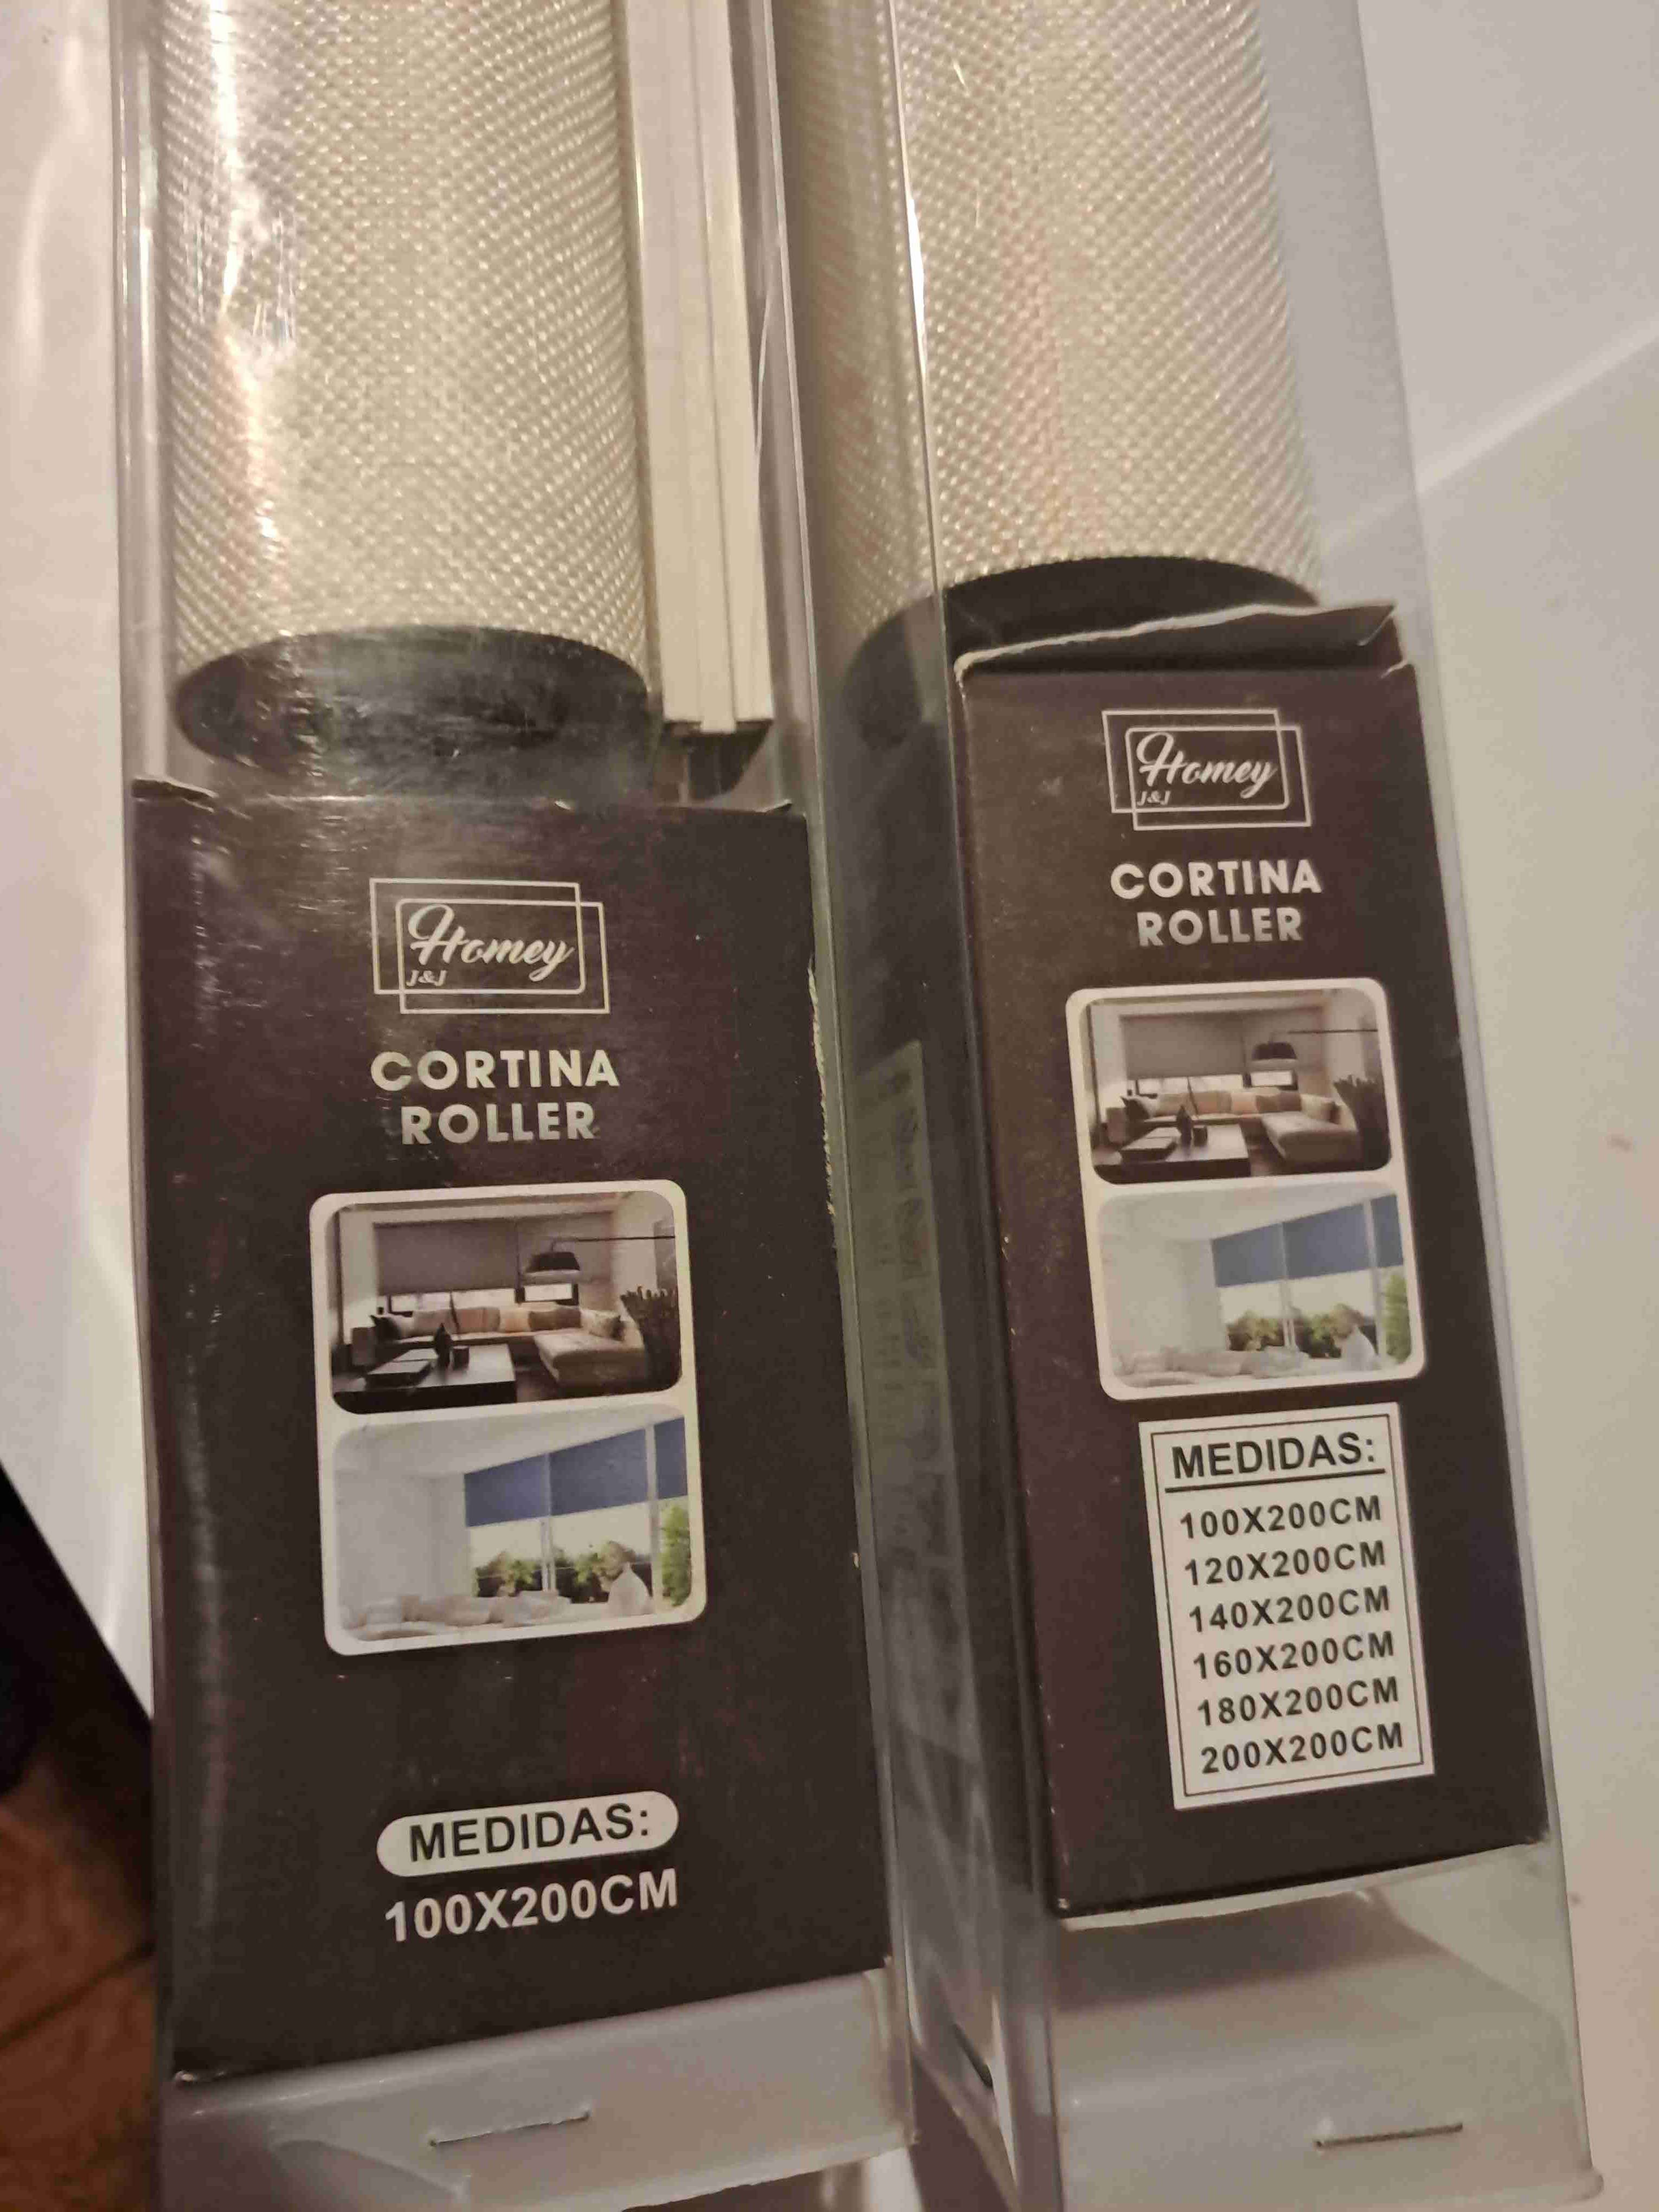 Homey
J&J
CORTINA
ROLLER
MEDIDAS:
100X200CM
Homey
J&J
CORTINA
ROLLER
MEDIDAS:
100X200CM
120X200CM
140X200CM
160X200CM
180X200CM
200X200CM